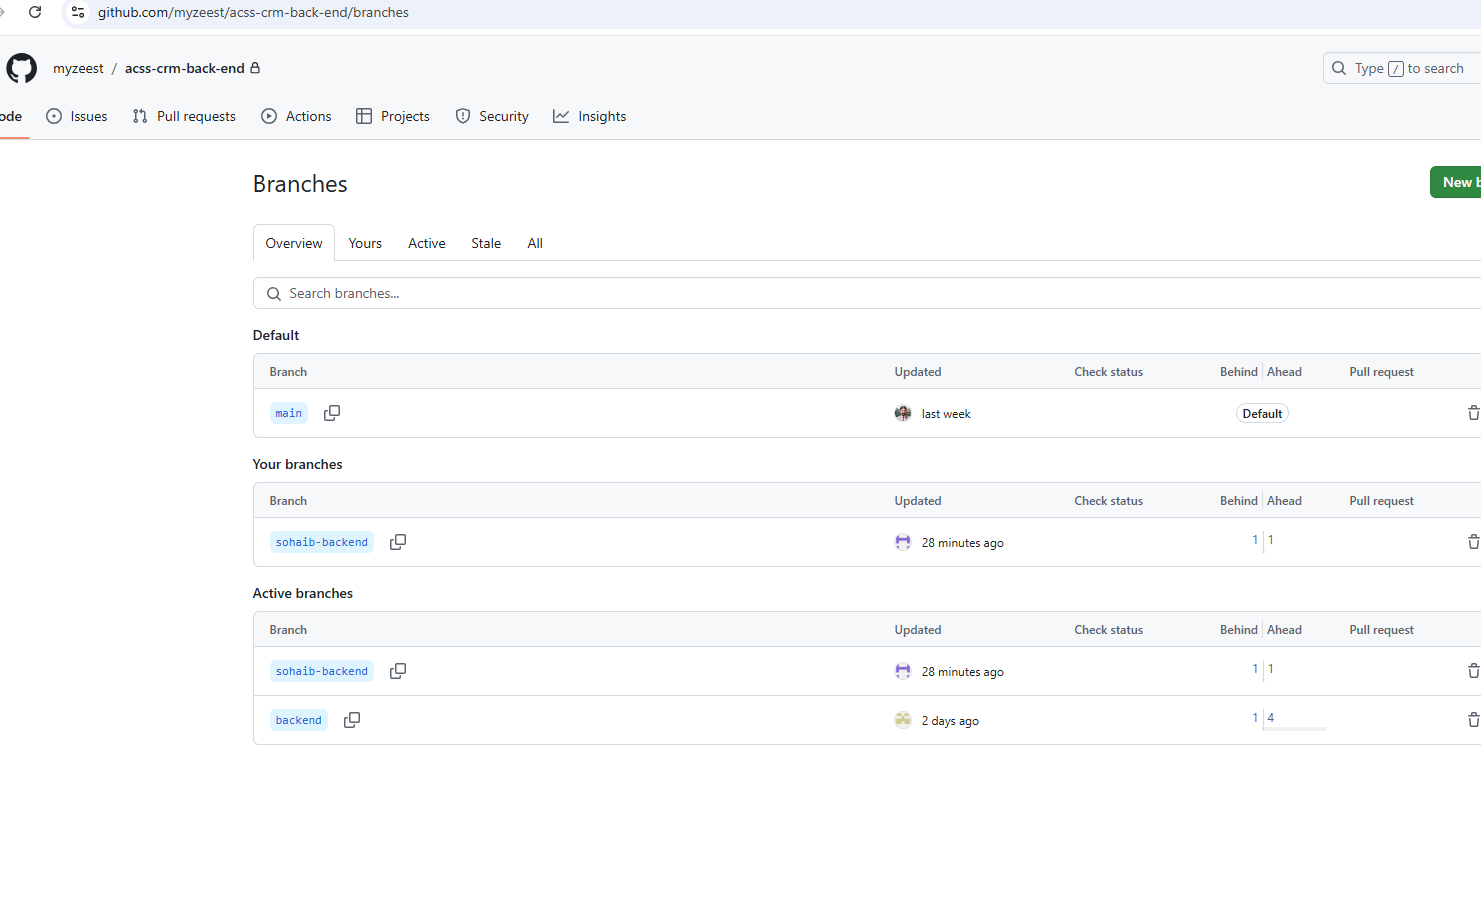 github.com/myzeest/acss-crm-back-end/branches
myzeest / acss-crm-back-end
Type / to search
ode Issues Pull requests Actions Projects Security Insights
Branches
New b
Overview Yours Active Stale All
Search branches...
Default
Branch Updated Check status Behind Ahead Pull request
main last week Default
Your branches
Branch Updated Check status Behind Ahead Pull request
sohaib-backend 28 minutes ago 1 1
Active branches
Branch Updated Check status Behind Ahead Pull request
sohaib-backend 28 minutes ago 1 1
backend 2 days ago 1 4